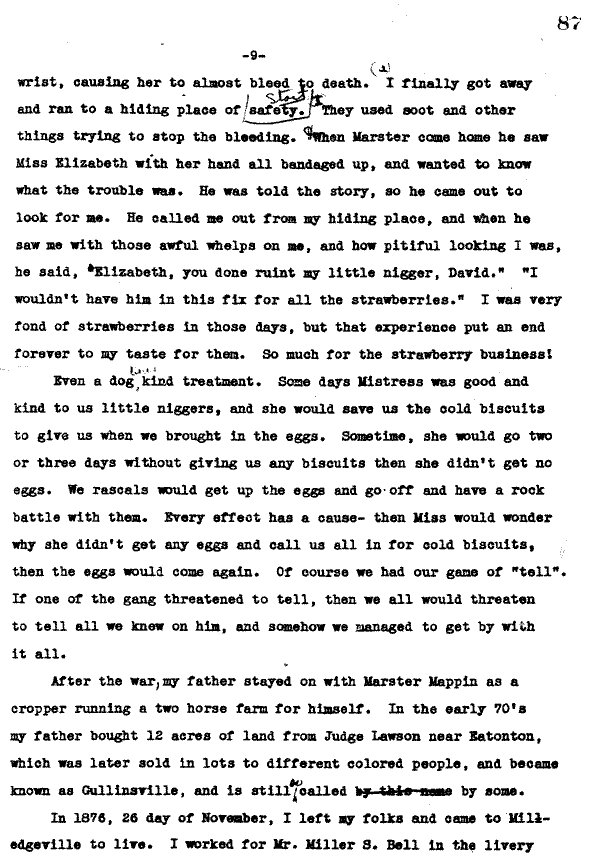 87
-9-
wrist, causing her to almost bleed to death. I finally got away
and ran to a hiding place of safety. They used soot and other
things trying to stop the bleeding. When Marster come home he saw
Miss Elizabeth with her hand all bandaged up, and wanted to know
what the trouble was. He was told the story, so he came out to
look for me. He called me out from my hiding place, and when he
saw me with those awful whelps on me, and how pitiful looking I was,
he said, "Elizabeth, you done ruint my little nigger, David." "I
wouldn't have him in this fix for all the strawberries." I was very
fond of strawberries in those days, but that experience put an end
forever to my taste for them. So much for the strawberry business!
Even a dog kind treatment. Some days Mistress was good and
kind to us little niggers, and she would save us the cold biscuits
to give us when we brought in the eggs. Sometime, she would go two
or three days without giving us any biscuits then she didn't get no
eggs. We rascals would get up the eggs and go off and have a rock
battle with them. Every effect has a cause- then Miss would wonder
why she didn't get any eggs and call us all in for cold biscuits,
then the eggs would come again. Of course we had our game of "tell".
If one of the gang threatened to tell, then we all would threaten
to tell all we knew on him, and somehow we managed to get by with
it all.
After the war, my father stayed on with Marster Mappin as a
cropper running a two horse farm for himself. In the early 70's
my father bought 12 acres of land from Judge Lawson near Eatonton,
which was later sold in lots to different colored people, and became
known as Gullinsville, and is still so called by this name by some.
In 1876, 26 day of November, I left my folks and came to Mill-
edgeville to live. I worked for Mr. Miller S. Bell in the livery